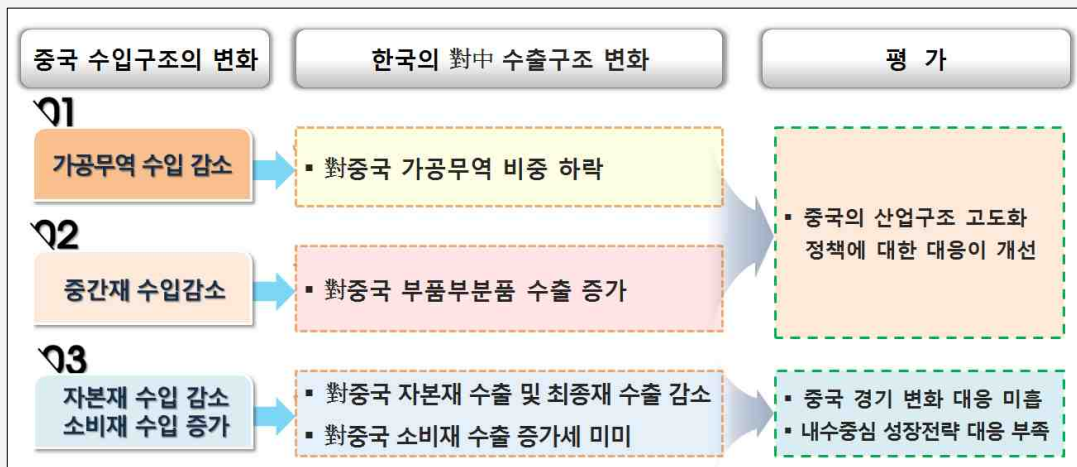 중국 수입구조의 변화
한국의 對中 수출구조 변화
평 가
01
가공무역 수입 감소
▪ 對중국 가공무역 비중 하락
02
중간재 수입감소
▪ 對중국 부품부분품 수출 증가
▪ 중국의 산업구조 고도화
정책에 대한 대응이 개선
03
자본재 수입 감소
소비재 수입 증가
▪ 對중국 자본재 수출 및 최종재 수출 감소
▪ 對중국 소비재 수출 증가세 미미
▪ 중국 경기 변화 대응 미흡
▪ 내수중심 성장전략 대응 부족